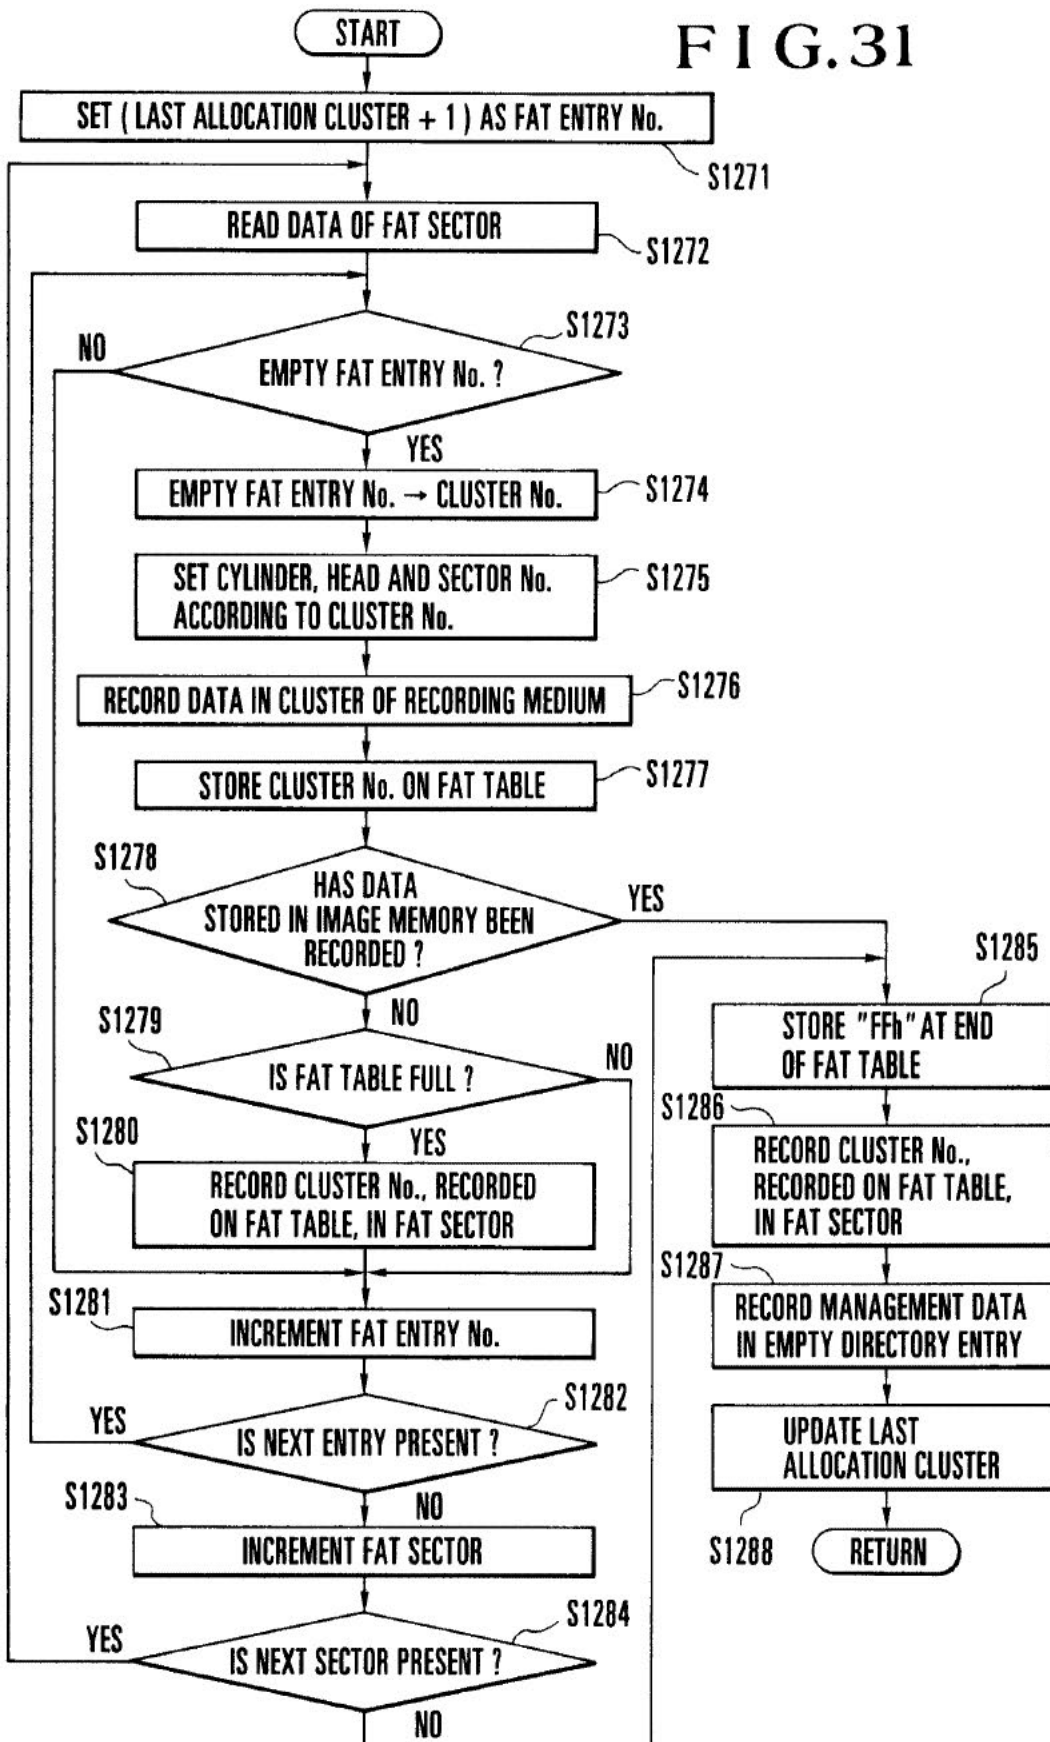 FIG.31
START
SET ( LAST ALLOCATION CLUSTER + 1 ) AS FAT ENTRY No.
S1271
READ DATA OF FAT SECTOR
S1272
S1273
NO
EMPTY FAT ENTRY No. ?
YES
EMPTY FAT ENTRY No. → CLUSTER No.
S1274
SET CYLINDER, HEAD AND SECTOR No.
ACCORDING TO CLUSTER No.
S1275
RECORD DATA IN CLUSTER OF RECORDING MEDIUM
S1276
STORE CLUSTER No. ON FAT TABLE
S1277
S1278
HAS DATA
STORED IN IMAGE MEMORY BEEN
RECORDED ?
YES
NO
S1279
IS FAT TABLE FULL ?
NO
YES
S1280
RECORD CLUSTER No., RECORDED
ON FAT TABLE, IN FAT SECTOR
S1281
INCREMENT FAT ENTRY No.
S1282
YES
IS NEXT ENTRY PRESENT ?
NO
S1283
INCREMENT FAT SECTOR
S1284
YES
IS NEXT SECTOR PRESENT ?
NO
S1285
STORE "FFh" AT END
OF FAT TABLE
S1286
RECORD CLUSTER No.,
RECORDED ON FAT TABLE,
IN FAT SECTOR
S1287
RECORD MANAGEMENT DATA
IN EMPTY DIRECTORY ENTRY
UPDATE LAST
ALLOCATION CLUSTER
S1288
RETURN